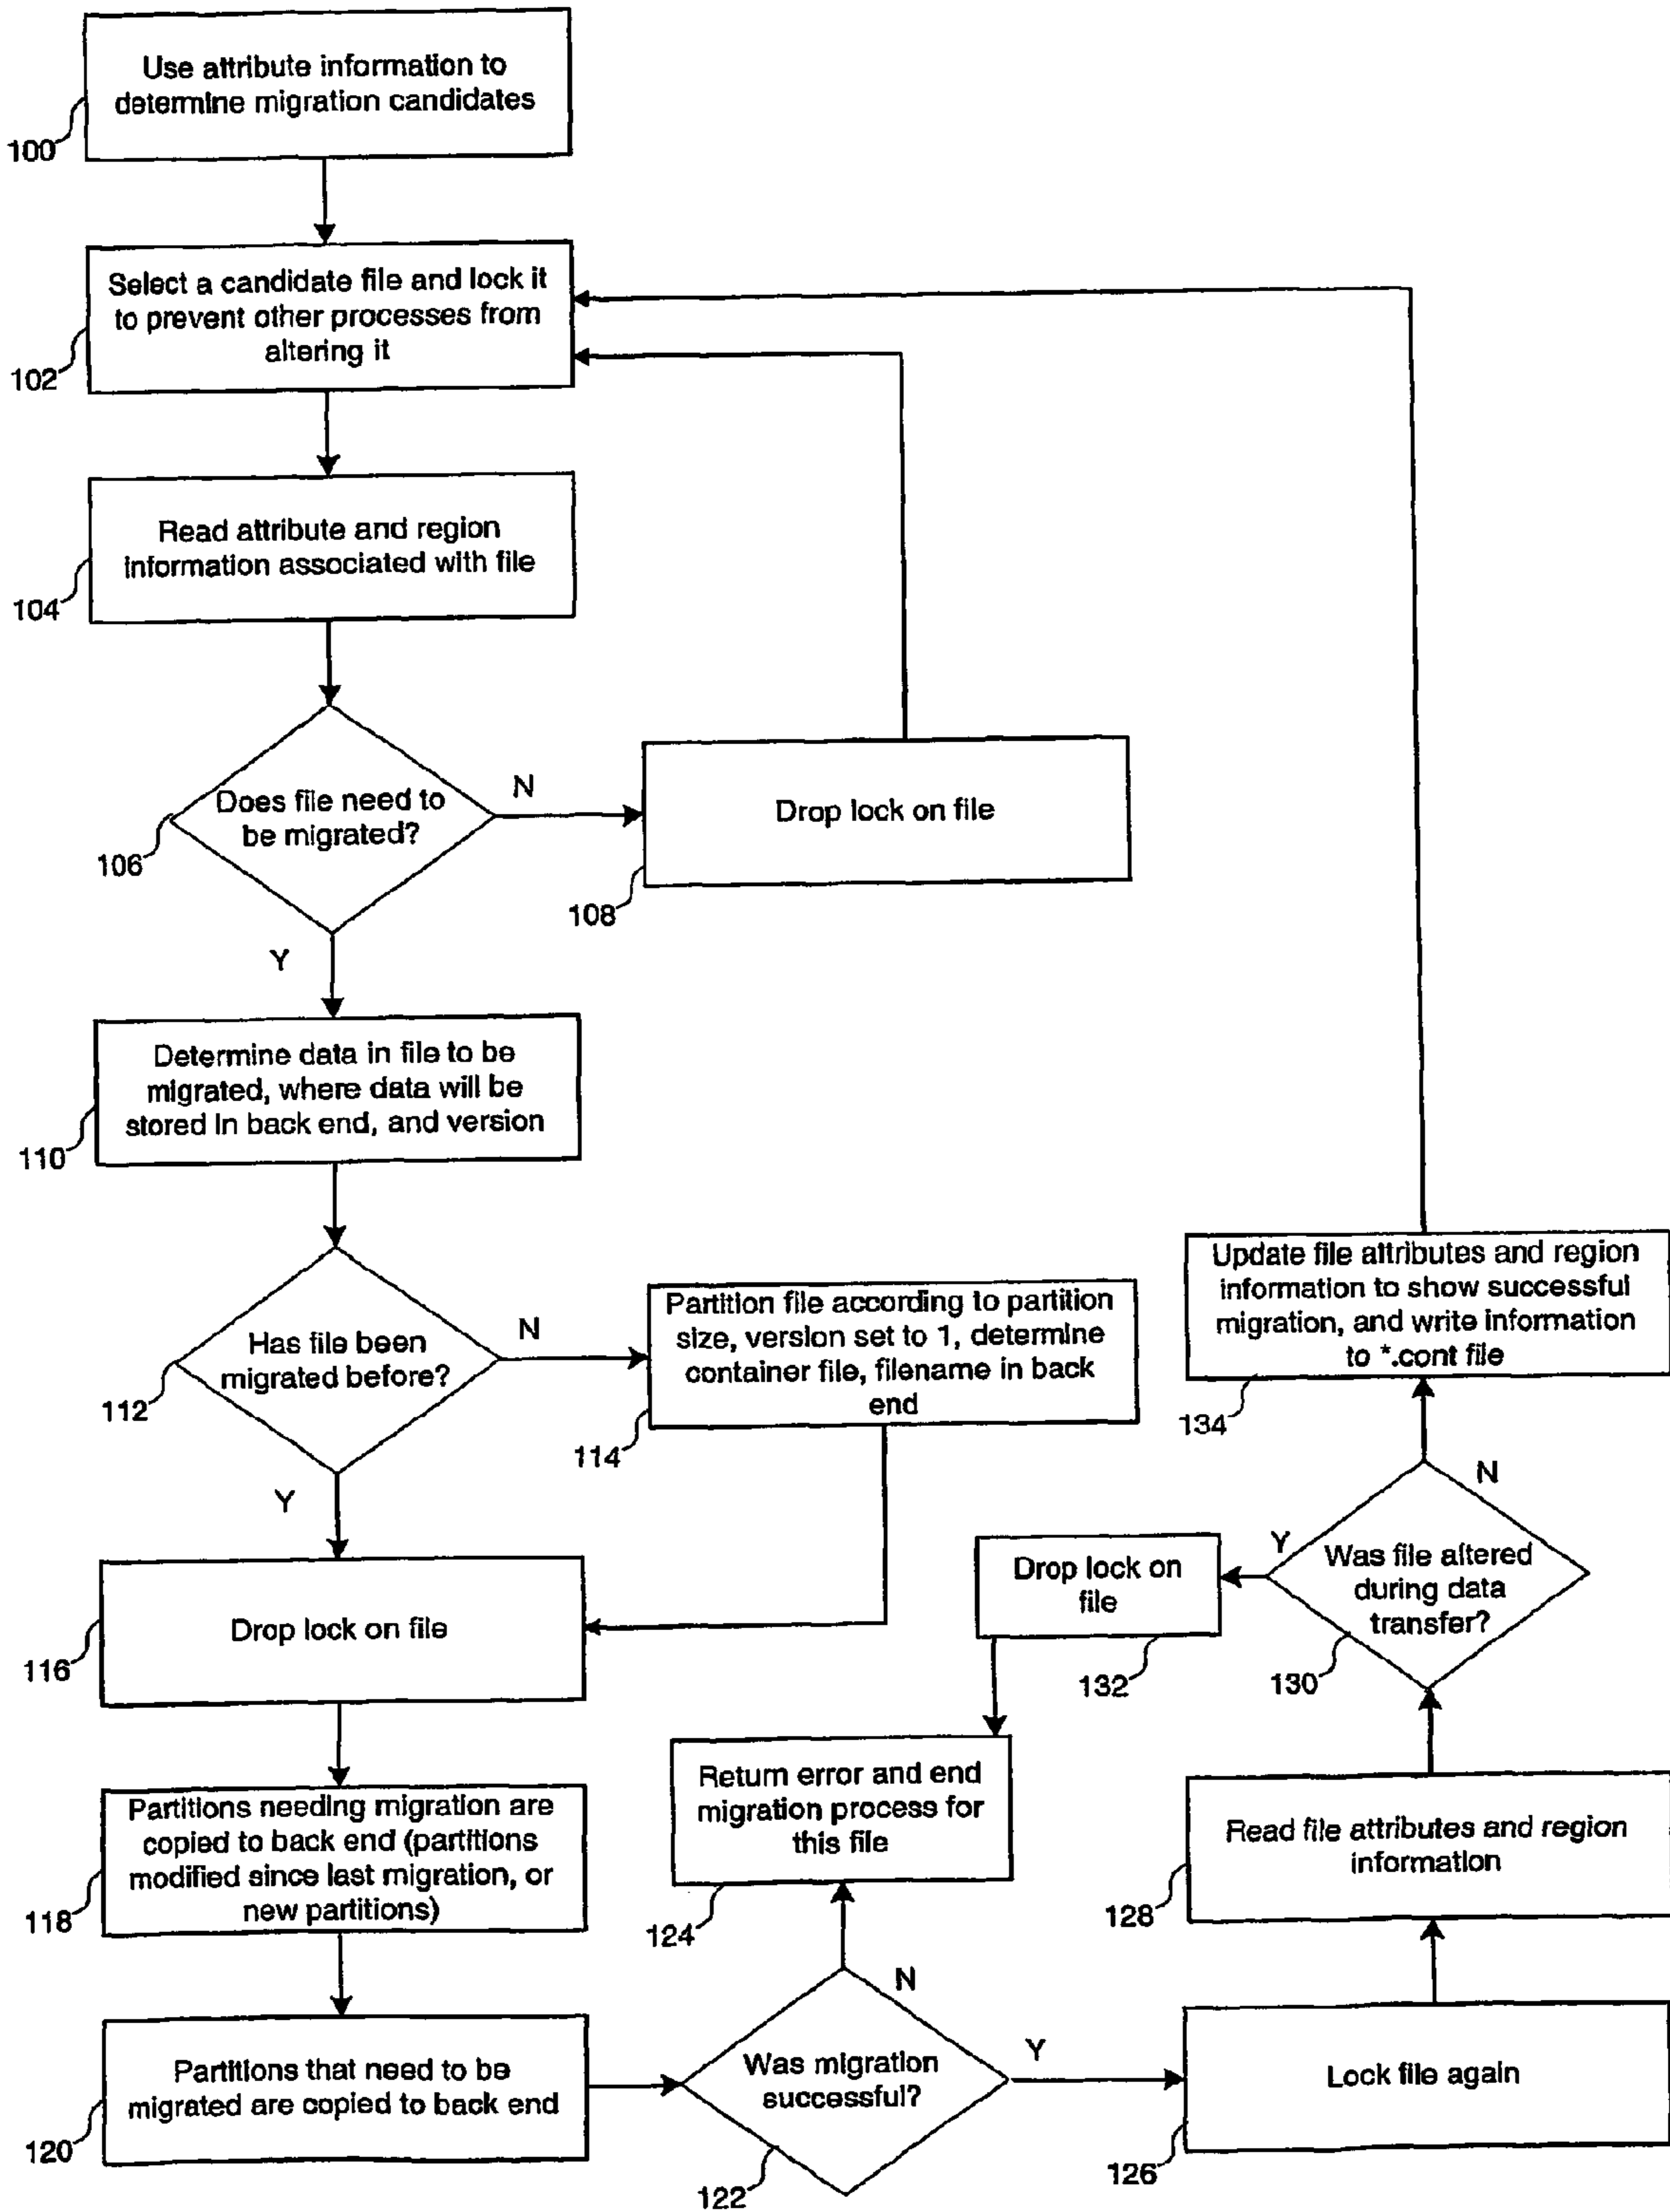 Use attribute information to
determine migration candidates
100
Select a candidate file and lock it
to prevent other processes from
altering it
102
Read attribute and region
information associated with file
104
Does file need to
be migrated?
106
N
Drop lock on file
108
Y
Determine data in file to be
migrated, where data will be
stored in back end, and version
110
Has file been
migrated before?
112
N
Partition file according to partition
size, version set to 1, determine
container file, filename in back
end
114
Y
Drop lock on file
116
Partitions needing migration are
copied to back end (partitions
modified since last migration, or
new partitions)
118
Partitions that need to be
migrated are copied to back end
120
Was migration
successful?
122
N
Return error and end
migration process for
this file
124
Y
Lock file again
126
Read file attributes and region
information
128
Was file altered
during data
transfer?
130
Y
Drop lock on
file
132
N
Update file attributes and region
information to show successful
migration, and write information
to *.cont file
134